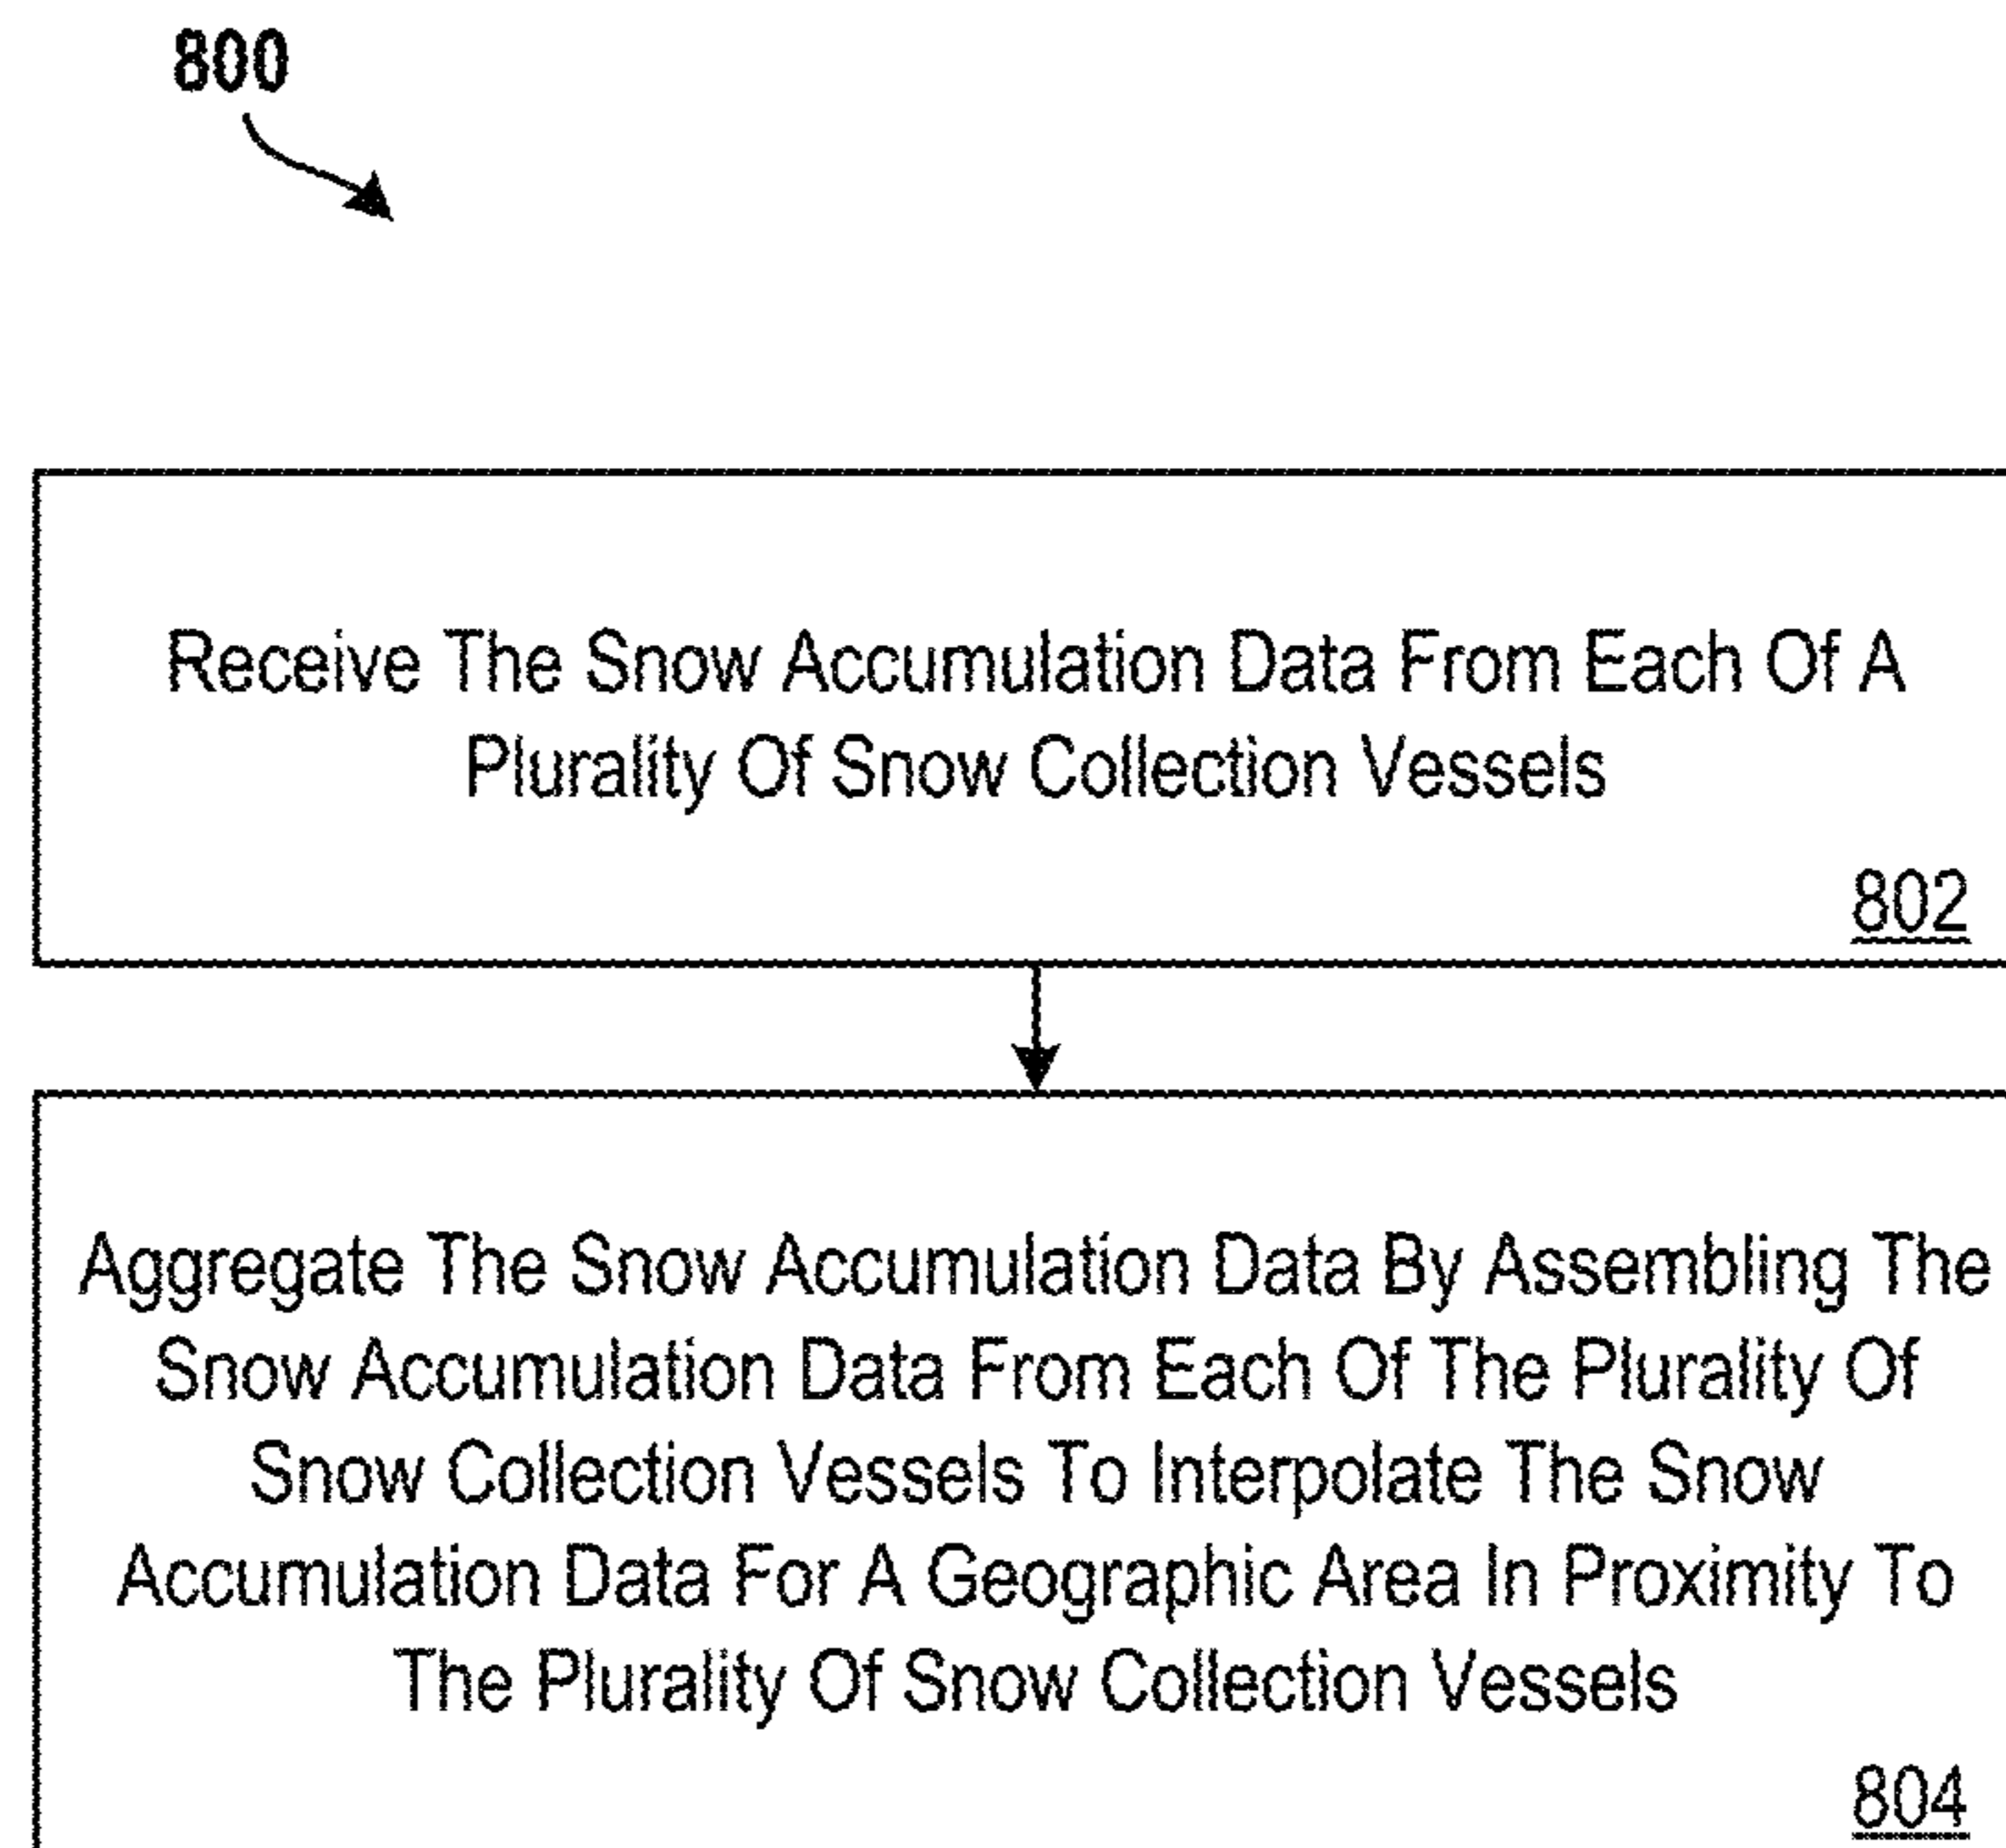 800
Receive The Snow Accumulation Data From Each Of A
Plurality Of Snow Collection Vessels
802
Aggregate The Snow Accumulation Data By Assembling The
Snow Accumulation Data From Each Of The Plurality Of
Snow Collection Vessels To Interpolate The Snow
Accumulation Data For A Geographic Area In Proximity To
The Plurality Of Snow Collection Vessels
804